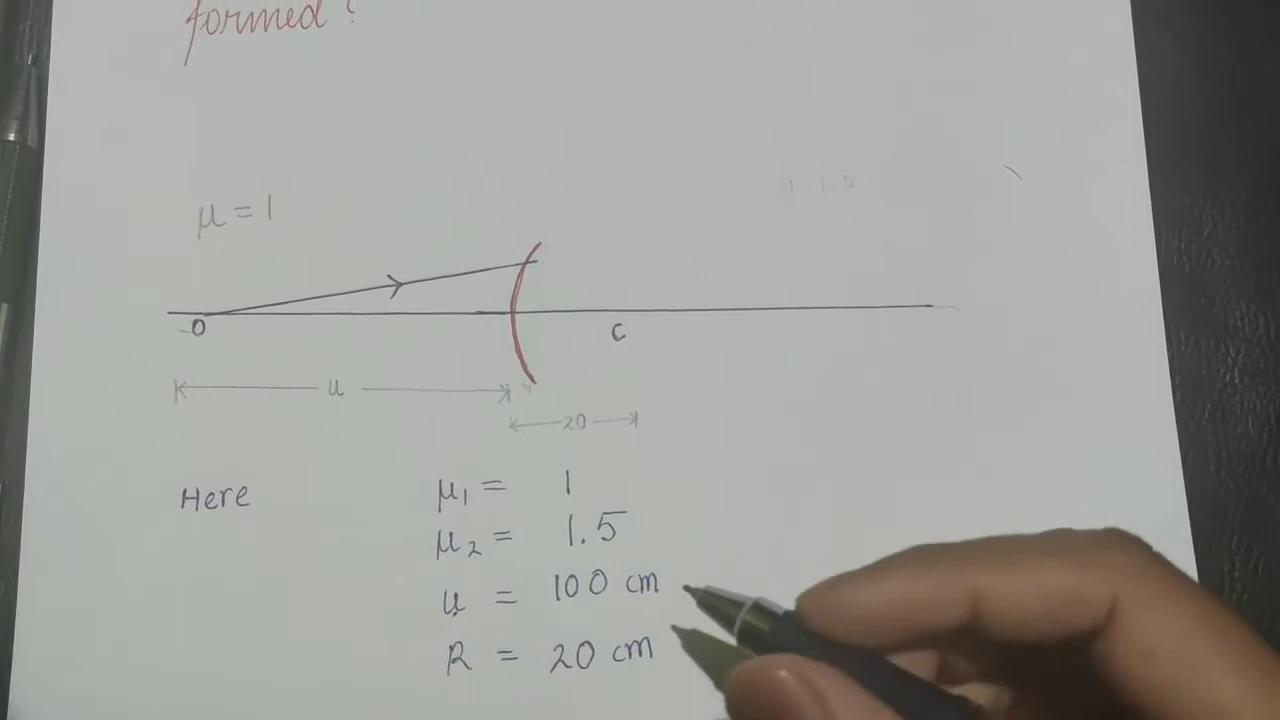 formed?
μ = 1
O
C
u
20
Here
μ₁ = 1
μ₂ = 1.5
u = 100 cm
R = 20 cm